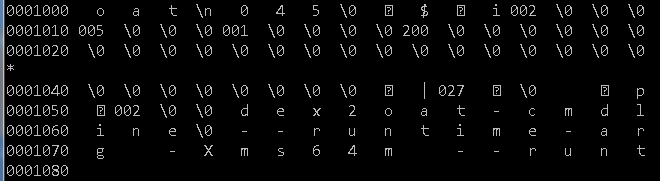 0001000 o a t \n 0 4 5 \0 � $ � i 002 \0 \0 \0
0001010 005 \0 \0 \0 001 \0 \0 \0 \0 200 \0 \0 \0 \0 \0 \0
0001020 \0 \0 \0 \0 \0 \0 \0 \0 \0 \0 \0 \0 \0 \0 \0 \0
*
0001040 \0 \0 \0 \0 \0 \0 \0 \0 � | 027 � \0 � p
0001050 � 002 \0 \0 d e x 2 o a t - c m d l
0001060 i n e \0 - - r u n t i m e - a r
0001070 g - X m s 6 4 m - - r u n t
0001080